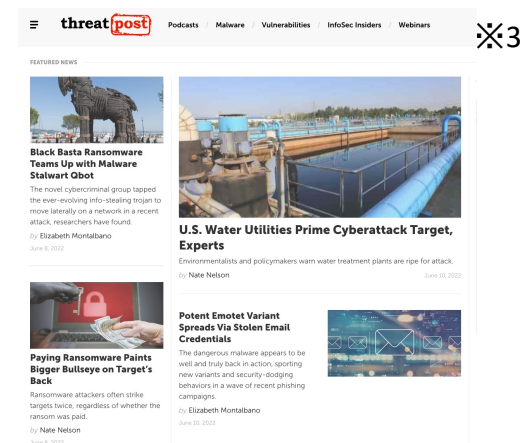 threatpost
Podcasts / Malware / Vulnerabilities / InfoSec Insiders / Webinars
※3
FEATURED NEWS
Black Basta Ransomware
Teams Up with Malware
Stalwart Qbot
The novel cybercriminal group tapped
the ever-evolving info-stealing trojan to
move laterally on a network in a recent
attack, researchers have found.
by Elizabeth Montalbano
June 8, 2022
Paying Ransomware Paints
Bigger Bullseye on Target's
Back
Ransomware attackers often strike
targets twice, regardless of whether the
ransom was paid.
by Nate Nelson
June 8, 2022
U.S. Water Utilities Prime Cyberattack Target,
Experts
Environmentalists and policymakers warn water treatment plants are ripe for attack.
by Nate Nelson June 10, 2022
Potent Emotet Variant
Spreads Via Stolen Email
Credentials
The dangerous malware appears to be
well and truly back in action, sporting
new variants and security-dodging
behaviors in a wave of recent phishing
campaigns.
by Elizabeth Montalbano
June 10, 2022